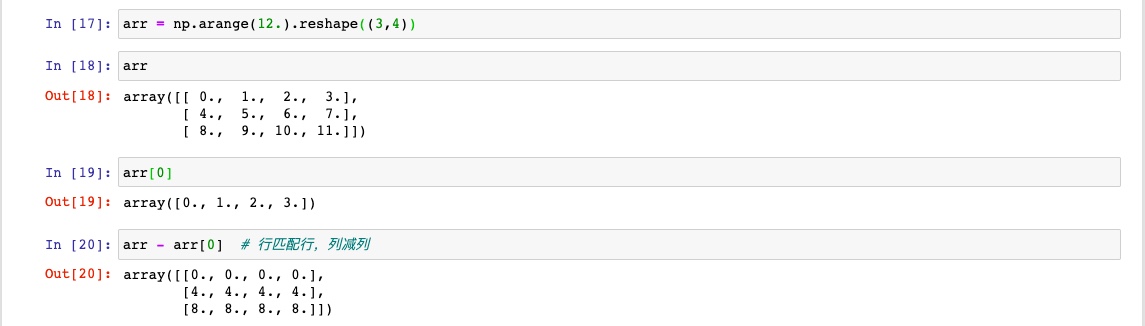 In [17]: arr = np.arange(12.).reshape((3,4))
In [18]: arr
Out[18]: array([[ 0.,  1.,  2.,  3.],
       [ 4.,  5.,  6.,  7.],
       [ 8.,  9., 10., 11.]])
In [19]: arr[0]
Out[19]: array([0., 1., 2., 3.])
In [20]: arr - arr[0]  # 行匹配行，列减列
Out[20]: array([[0., 0., 0., 0.],
       [4., 4., 4., 4.],
       [8., 8., 8., 8.]])